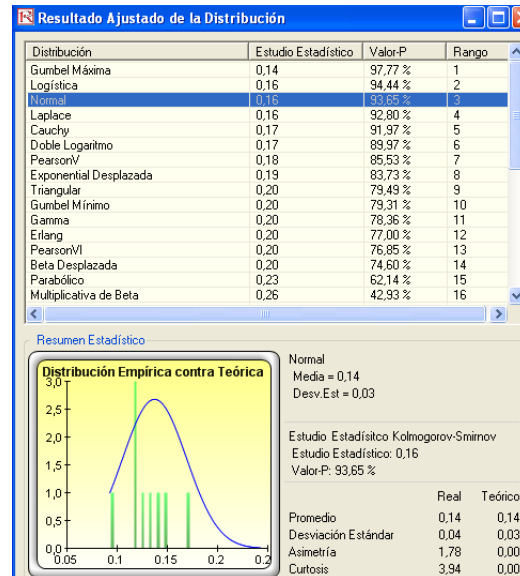 Resultado Ajustado de la Distribución
Distribución Estudio Estadístico Valor-P Rango
Gumbel Máxima 0,14 97,77 % 1
Logística 0,16 94,44 % 2
Normal 0,16 93,65 % 3
Laplace 0,16 92,80 % 4
Cauchy 0,17 91,97 % 5
Doble Logaritmo 0,17 89,97 % 6
PearsonV 0,18 85,53 % 7
Exponential Desplazada 0,19 83,73 % 8
Triangular 0,20 79,49 % 9
Gumbel Mínimo 0,20 79,31 % 10
Gamma 0,20 78,36 % 11
Erlang 0,20 77,00 % 12
PearsonVI 0,20 76,85 % 13
Beta Desplazada 0,20 74,60 % 14
Parabólico 0,23 62,14 % 15
Multiplicativa de Beta 0,26 42,93 % 16
Resumen Estadístico
Distribución Empírica contra Teórica
3,0
2,5
2,0
1,5
1,0
0,5
0,0
0.05 0.1 0.15 0.2 0.2
Normal
Media = 0,14
Desv.Est = 0,03
Estudio Estadísitco Kolmogorov-Smirnov
Estudio Estadístico: 0,16
Valor-P: 93,65 %
Real Teórico
Promedio 0,14 0,14
Desviación Estándar 0,04 0,03
Asimetría 1,78 0,00
Curtosis 3,94 0,00